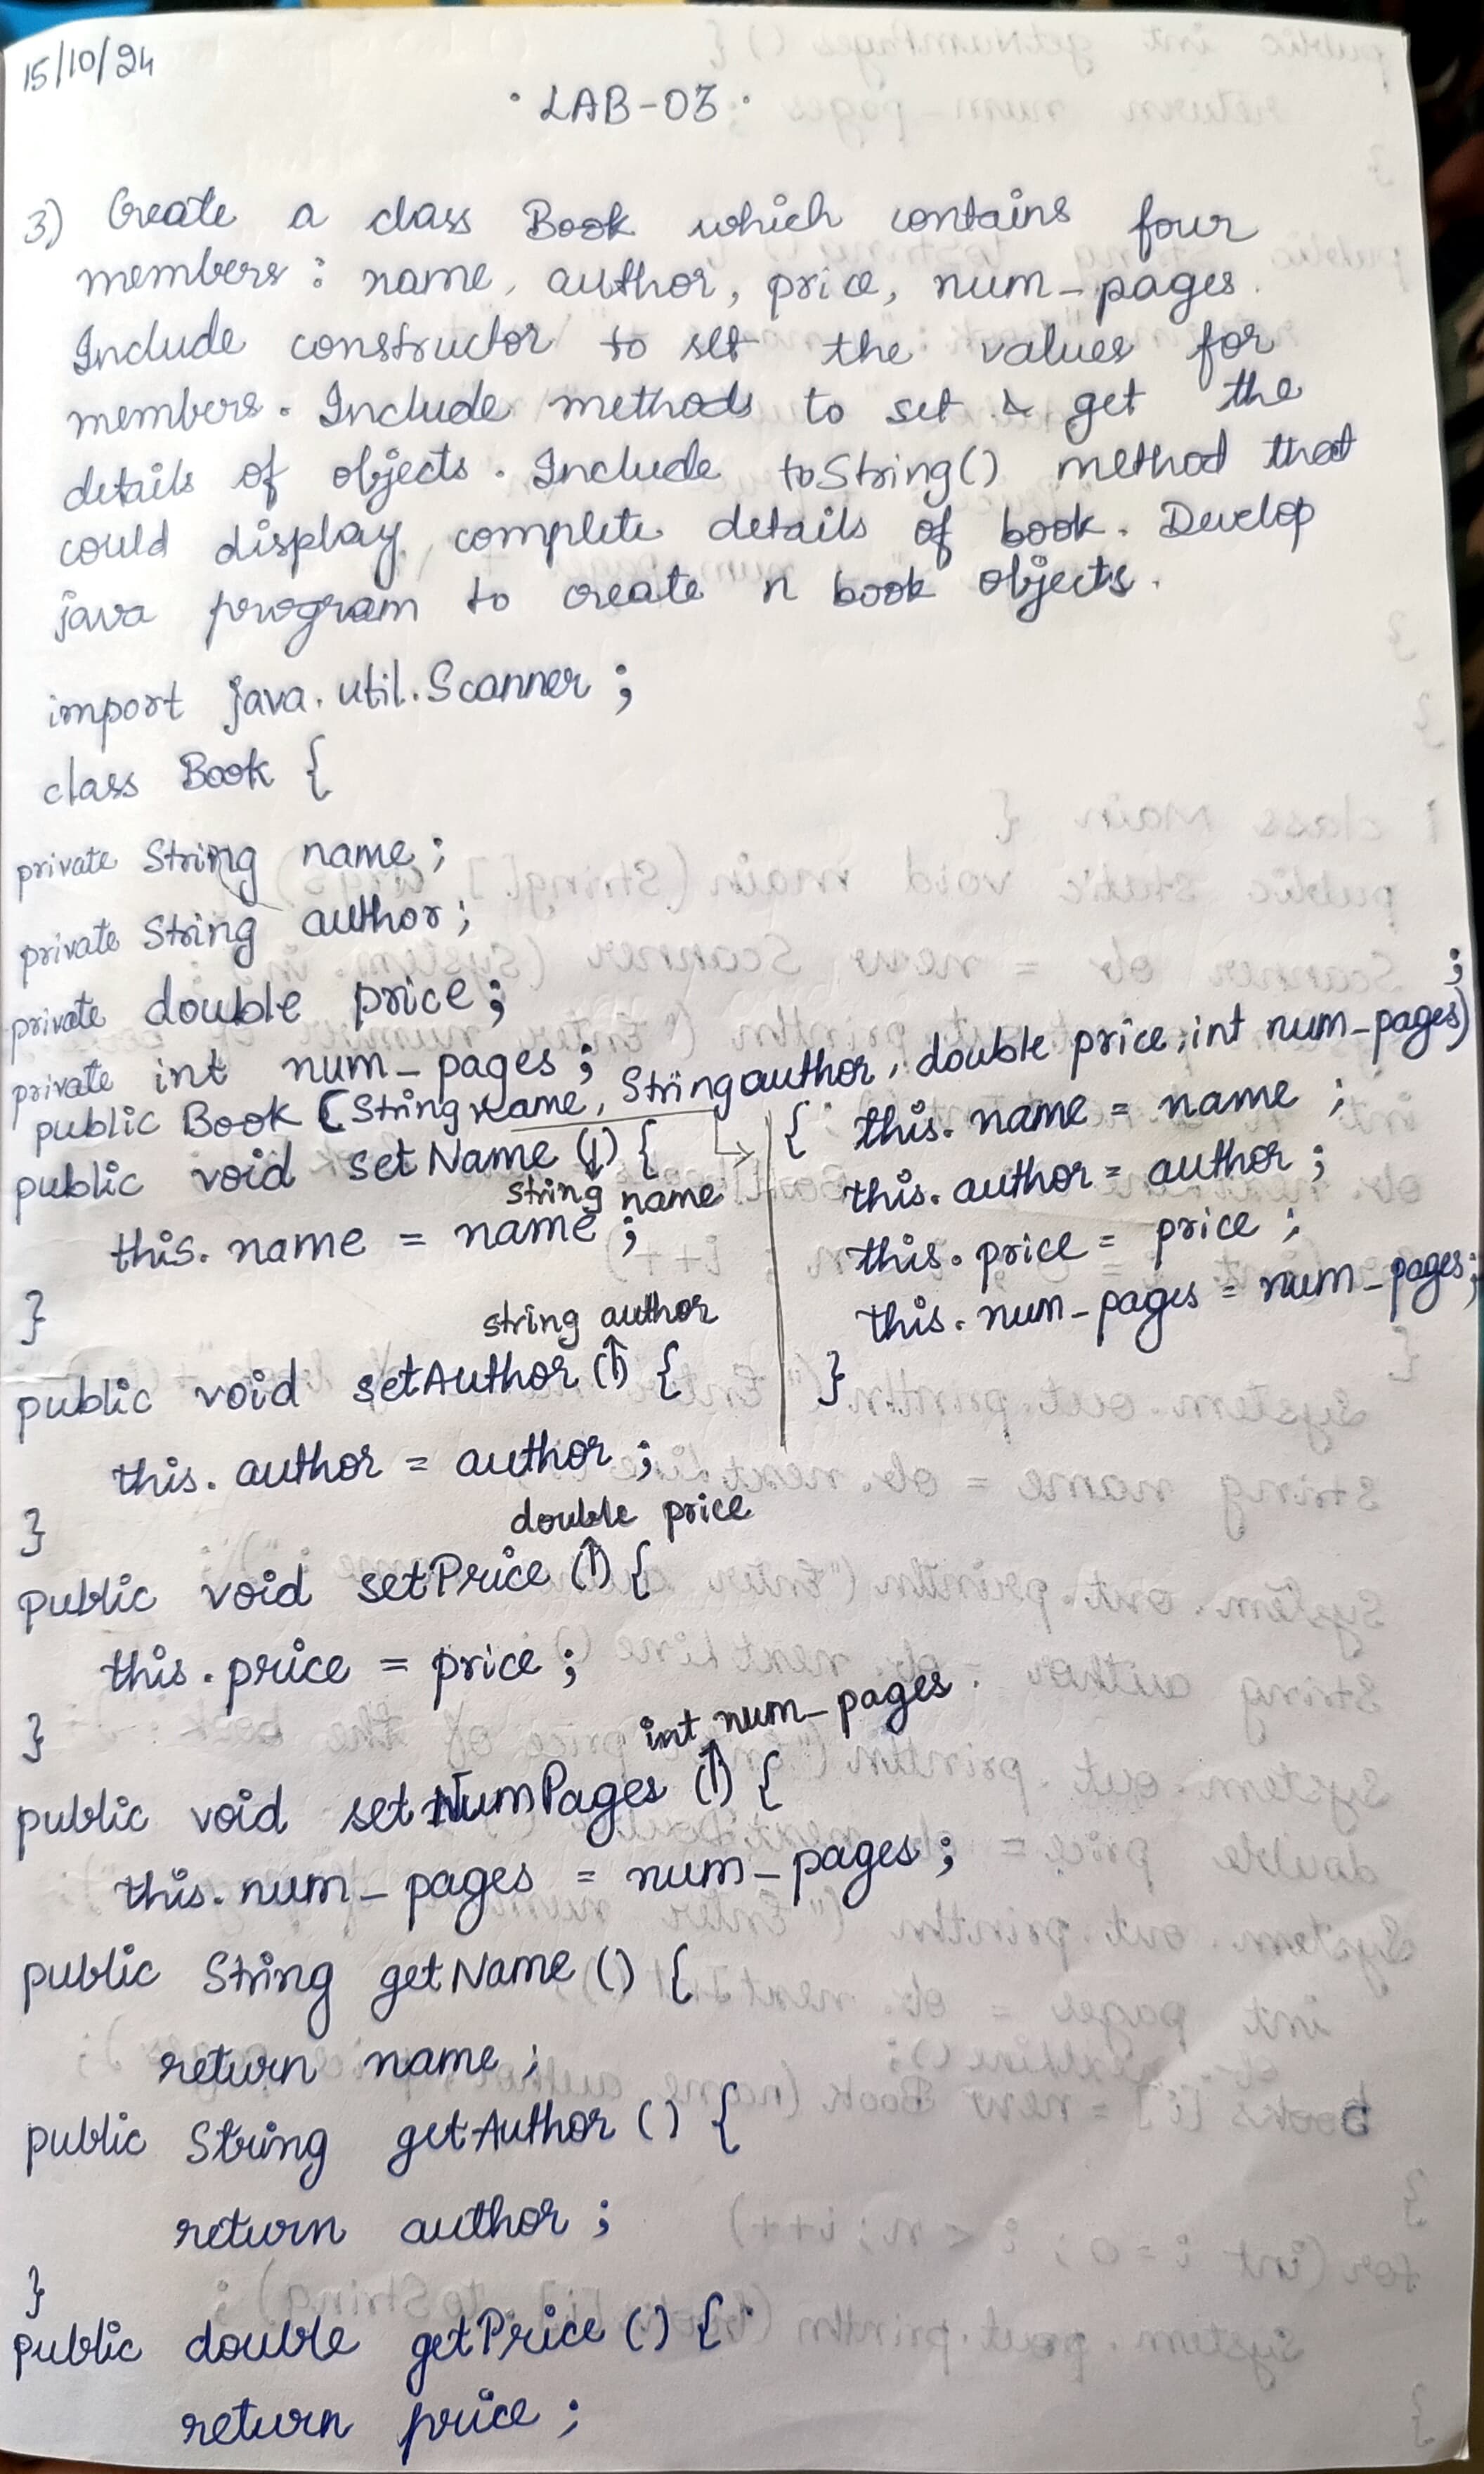 15/10/24
· LAB-03 ·
3) Create a class Book which contains four
members : name, author, price, num_pages.
Include constructor to set the values for
members. Include methods to set & get the
details of objects. Include toString() method that
could display complete details of book. Develop
java program to create n book objects.
import java.util.Scanner ;
class Book {
private String name ;
private String author ;
private double price ;
private int num_pages ;
public Book (String name, String author, double price, int num_pages) ;
{ this.name = name ;
this.author = author ;
this.price = price ;
this.num_pages = num_pages;
}
public void setName () {
string name
this.name = name ;
}
string author
public void setAuthor () {
this.author = author ;
}
double price
public void setPrice () {
this.price = price ;
}
int num_pages
public void setNumPages () {
this.num_pages = num_pages ;
public String getName () {
return name ;
public String getAuthor () {
return author ;
}
public double getPrice () {
return price ;